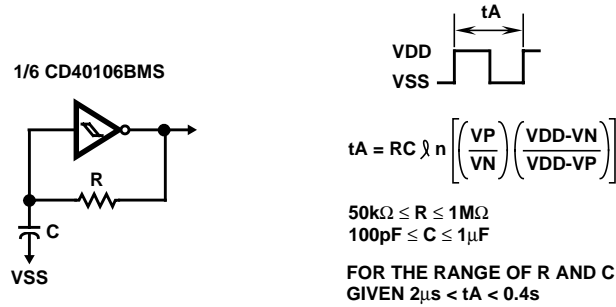 1/6 CD40106BMS
R
C
VSS
tA
VDD
VSS
tA = RC ℓn[(VP/VN)(VDD-VN/VDD-VP)]
50kΩ ≤ R ≤ 1MΩ
100pF ≤ C ≤ 1µF
FOR THE RANGE OF R AND C
GIVEN 2µs < tA < 0.4s